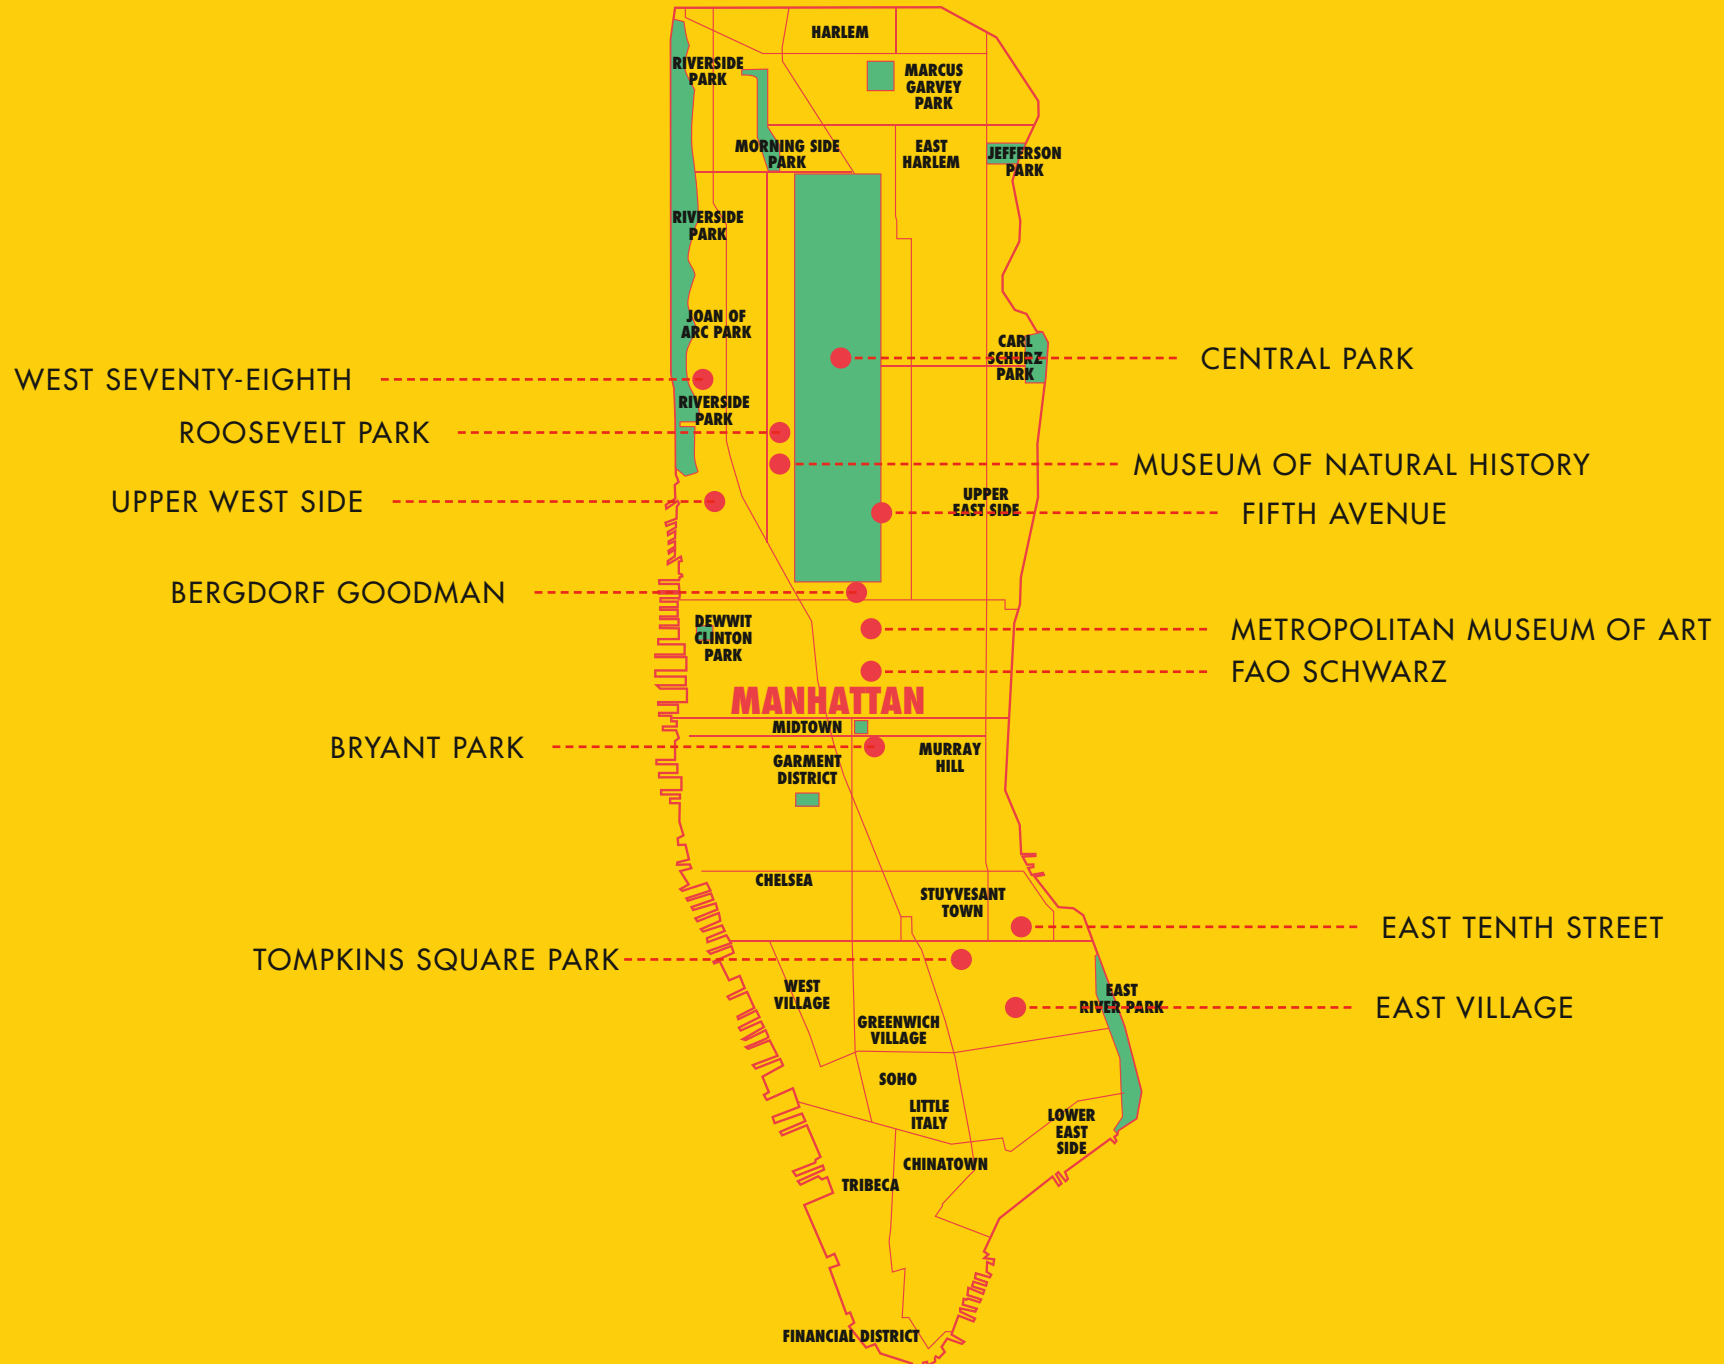 HARLEM
RIVERSIDE
PARK
MARCUS
GARVEY
PARK
MORNING SIDE
PARK
EAST
HARLEM
JEFFERSON
PARK
RIVERSIDE
PARK
JOAN OF
ARC PARK
CARL
SCHURZ
PARK
CENTRAL PARK
WEST SEVENTY-EIGHTH
RIVERSIDE
PARK
ROOSEVELT PARK
MUSEUM OF NATURAL HISTORY
UPPER WEST SIDE
UPPER
EAST SIDE
FIFTH AVENUE
BERGDORF GOODMAN
DEWWIT
CLINTON
PARK
METROPOLITAN MUSEUM OF ART
FAO SCHWARZ
MANHATTAN
MIDTOWN
BRYANT PARK
GARMENT
DISTRICT
MURRAY
HILL
CHELSEA
STUYVESANT
TOWN
EAST TENTH STREET
TOMPKINS SQUARE PARK
WEST
VILLAGE
EAST
RIVER PARK
EAST VILLAGE
GREENWICH
VILLAGE
SOHO
LITTLE
ITALY
LOWER
EAST
SIDE
CHINATOWN
TRIBECA
FINANCIAL DISTRICT